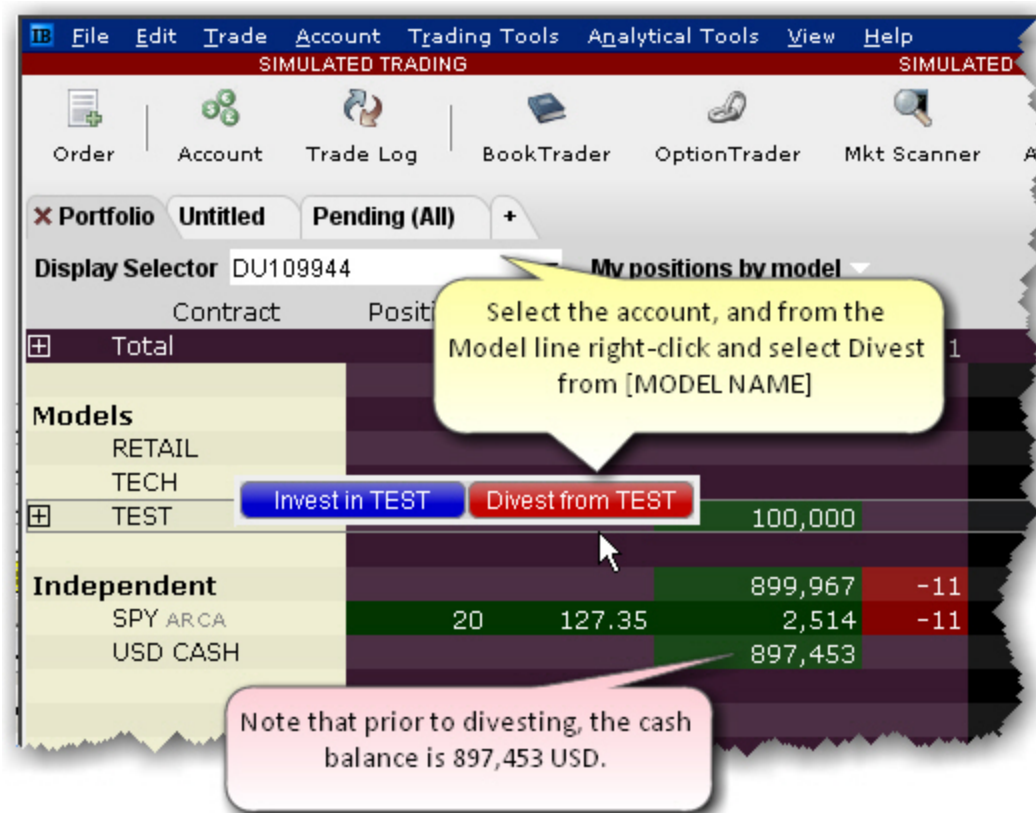 IB File Edit Trade Account Trading Tools Analytical Tools View Help
SIMULATED TRADING SIMULATED
Order Account Trade Log BookTrader OptionTrader Mkt Scanner A
Portfolio Untitled Pending (All) +
Display Selector DU109944 My positions by model
Contract Positi
Select the account, and from the
Model line right-click and select Divest
from [MODEL NAME]
Total 1
Models
RETAIL
TECH
Invest in TEST Divest from TEST
TEST 100,000
Independent 899,967 -11
SPY ARCA 20 127.35 2,514 -11
USD CASH 897,453
Note that prior to divesting, the cash
balance is 897,453 USD.